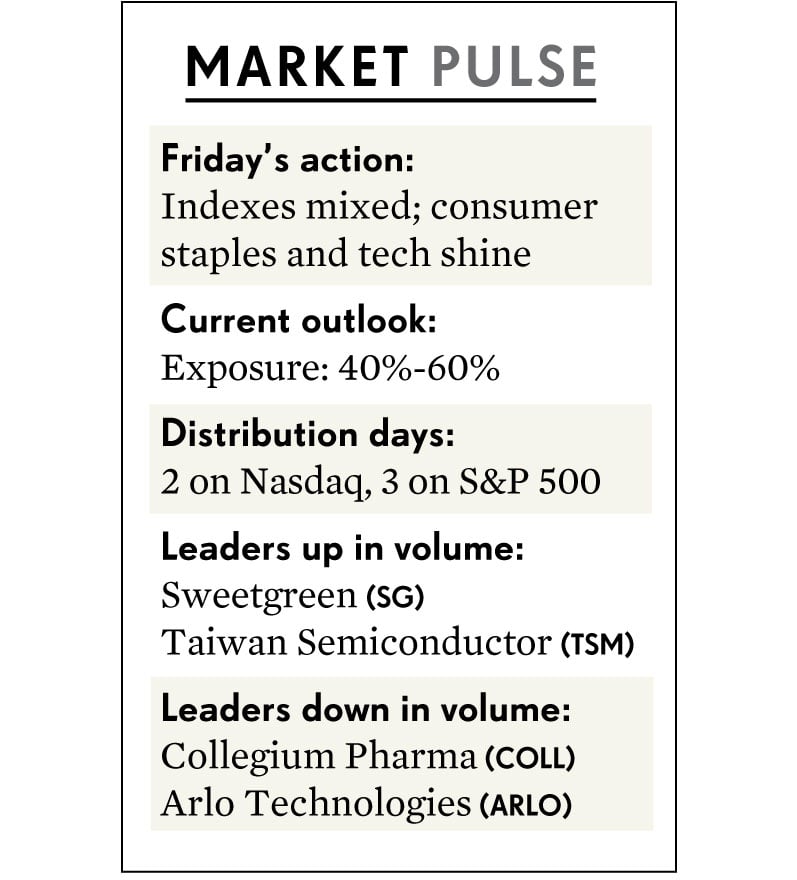 MARKET PULSE
Friday’s action:
Indexes mixed; consumer
staples and tech shine
Current outlook:
Exposure: 40%-60%
Distribution days:
2 on Nasdaq, 3 on S&P 500
Leaders up in volume:
Sweetgreen (SG)
Taiwan Semiconductor (TSM)
Leaders down in volume:
Collegium Pharma (COLL)
Arlo Technologies (ARLO)